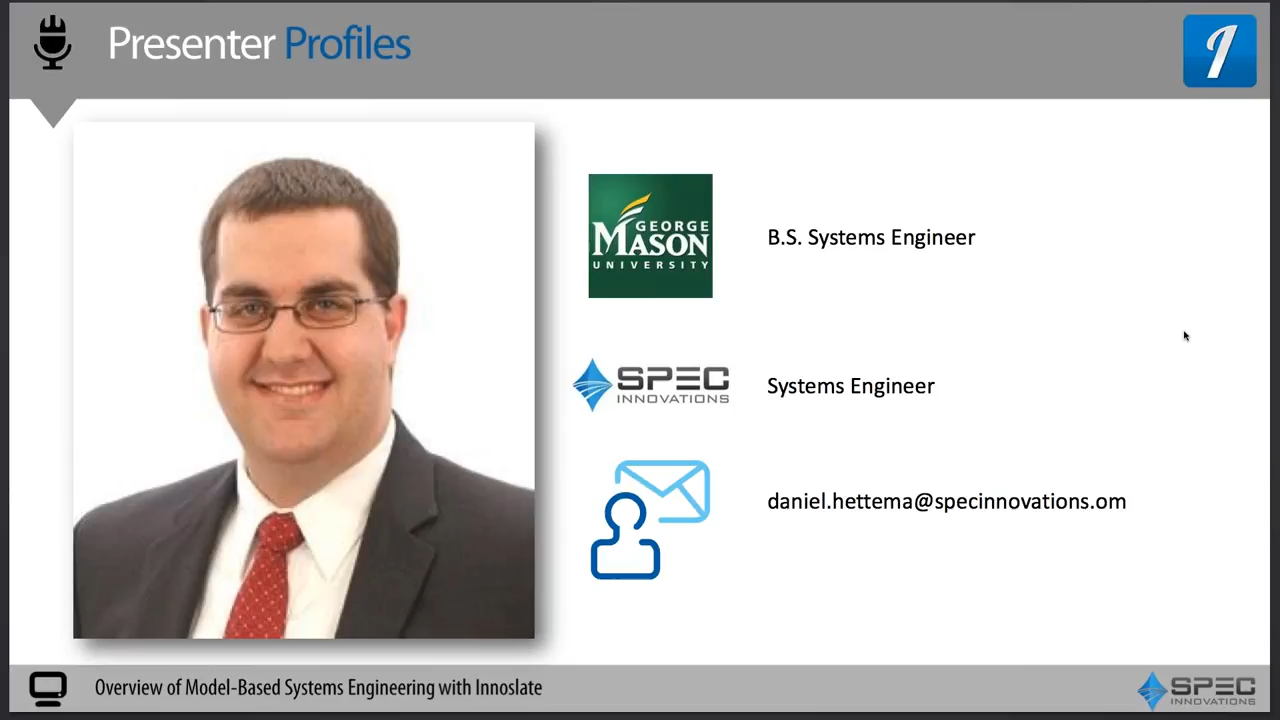 Presenter Profiles
I
GEORGE
MASON
UNIVERSITY
B.S. Systems Engineer
SPEC
INNOVATIONS
Systems Engineer
daniel.hettema@specinnovations.om
Overview of Model-Based Systems Engineering with Innoslate
SPEC
INNOVATIONS